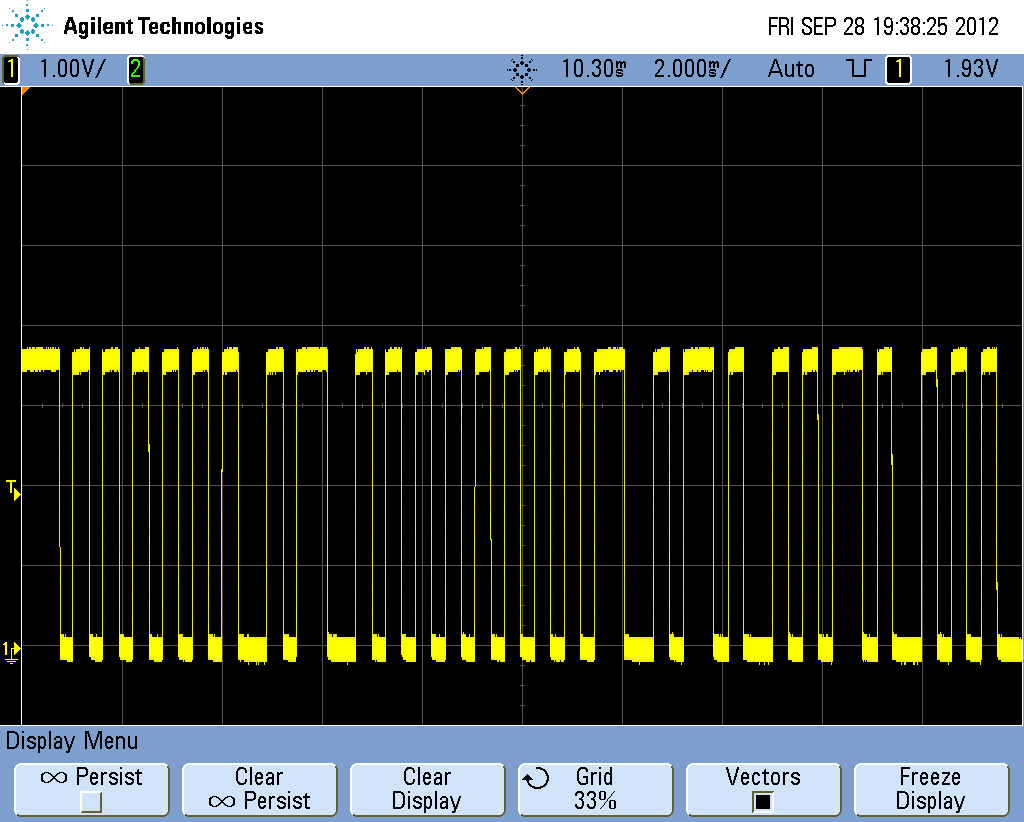 Agilent Technologies FRI SEP 28 19:38:25 2012
1 1.00V/ 2 10.30ms 2.000ms/ Auto 1 1.93V
T
1
Display Menu
∞ Persist
Clear
∞ Persist
Clear
Display
Grid
33%
Vectors
Freeze
Display